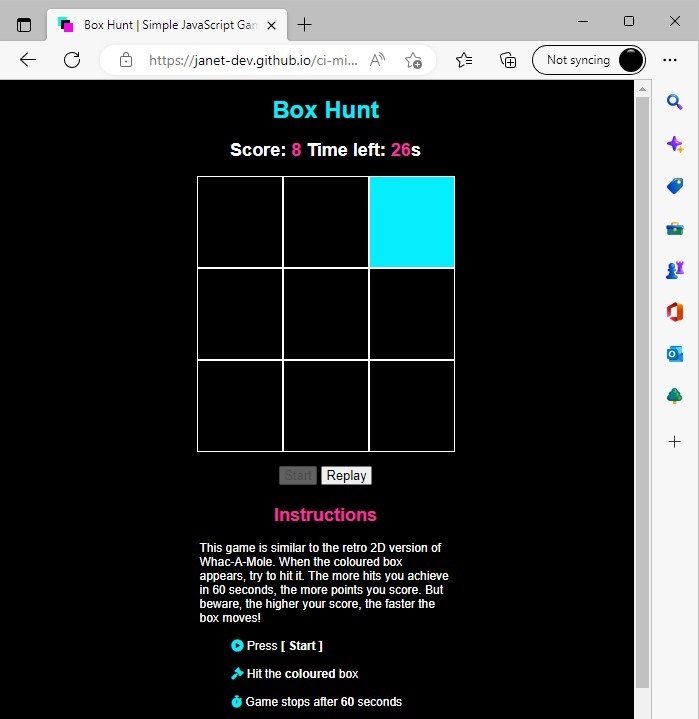 Box Hunt | Simple JavaScript Gam
https://janet-dev.github.io/ci-mi...
Not syncing
Box Hunt
Score: 8 Time left: 26s
Start Replay
Instructions
This game is similar to the retro 2D version of
Whac-A-Mole. When the coloured box
appears, try to hit it. The more hits you achieve
in 60 seconds, the more points you score. But
beware, the higher your score, the faster the
box moves!
Press [ Start ]
Hit the coloured box
Game stops after 60 seconds